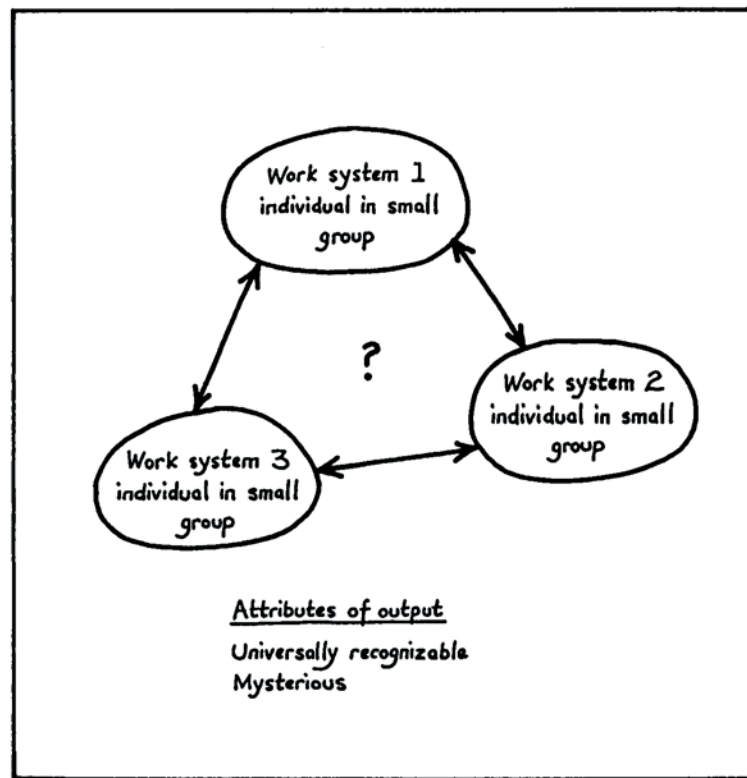 Work system 1
individual in small
group
?
Work system 2
individual in small
group
Work system 3
individual in small
group
Attributes of output
Universally recognizable
Mysterious